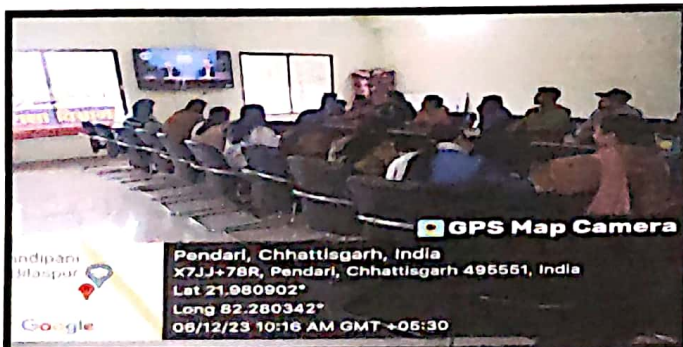 GPS Map Camera
Pendari, Chhattisgarh, India
X7JJ+78R, Pendari, Chhattisgarh 495551, India
Lat 21.980902°
Long 82.280342°
06/12/23 10:16 AM GMT +05:30
Google